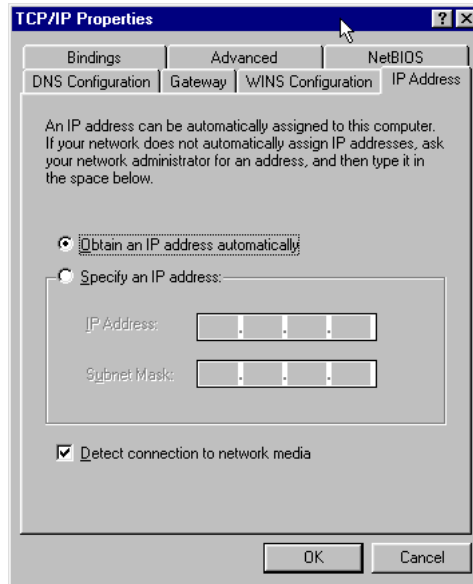 TCP/IP Properties
Bindings Advanced NetBIOS
DNS Configuration Gateway WINS Configuration IP Address
An IP address can be automatically assigned to this computer.
If your network does not automatically assign IP addresses, ask
your network administrator for an address, and then type it in
the space below.
Obtain an IP address automatically
Specify an IP address:
IP Address:
Subnet Mask:
Detect connection to network media
OK Cancel